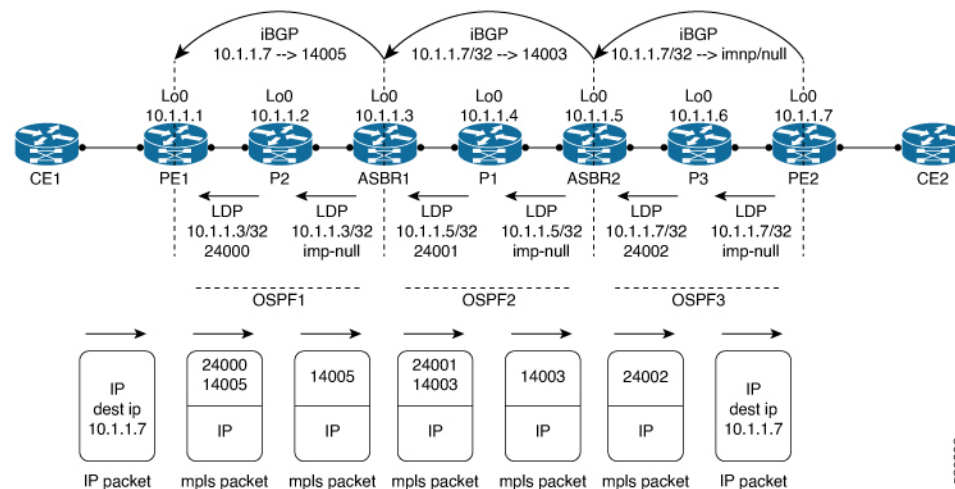 iBGP
10.1.1.7 --> 14005
iBGP
10.1.1.7/32 --> 14003
iBGP
10.1.1.7/32 --> imnp/null
Lo0
10.1.1.1
Lo0
10.1.1.2
Lo0
10.1.1.3
Lo0
10.1.1.4
Lo0
10.1.1.5
Lo0
10.1.1.6
Lo0
10.1.1.7
CE1
PE1
P2
ASBR1
P1
ASBR2
P3
PE2
CE2
LDP
10.1.1.3/32
24000
LDP
10.1.1.3/32
imp-null
LDP
10.1.1.5/32
24001
LDP
10.1.1.5/32
imp-null
LDP
10.1.1.7/32
24002
LDP
10.1.1.7/32
imp-null
OSPF1
OSPF2
OSPF3
IP
dest ip
10.1.1.7
24000
14005
IP
14005
IP
24001
14003
IP
14003
IP
24002
IP
IP
dest ip
10.1.1.7
IP packet
mpls packet
mpls packet
mpls packet
mpls packet
mpls packet
IP packet